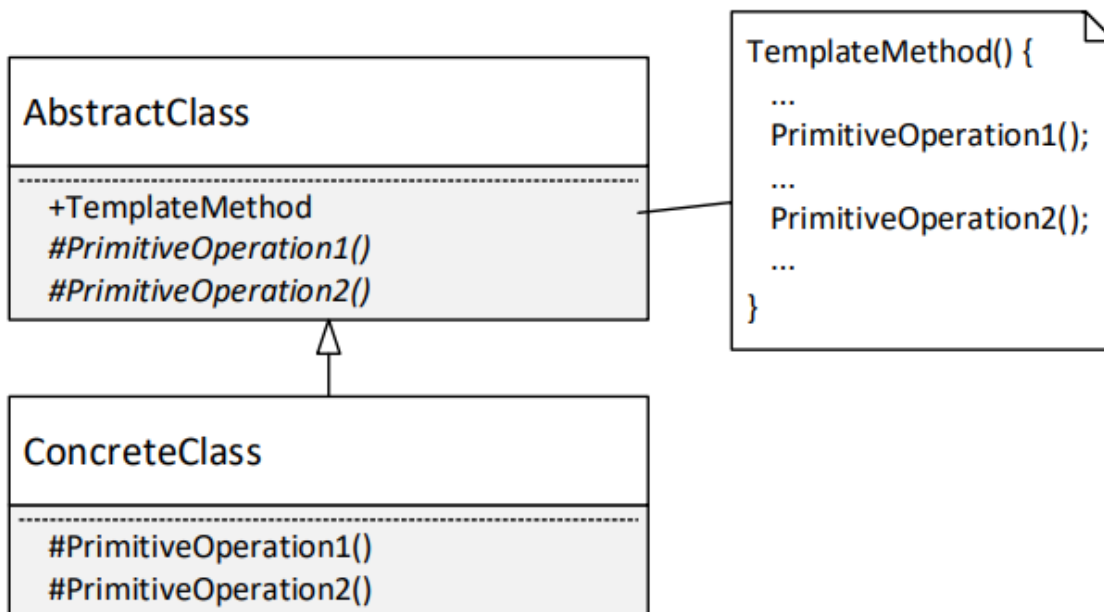 AbstractClass
+TemplateMethod
#PrimitiveOperation1()
#PrimitiveOperation2()
TemplateMethod() {
...
PrimitiveOperation1();
...
PrimitiveOperation2();
...
}
ConcreteClass
#PrimitiveOperation1()
#PrimitiveOperation2()